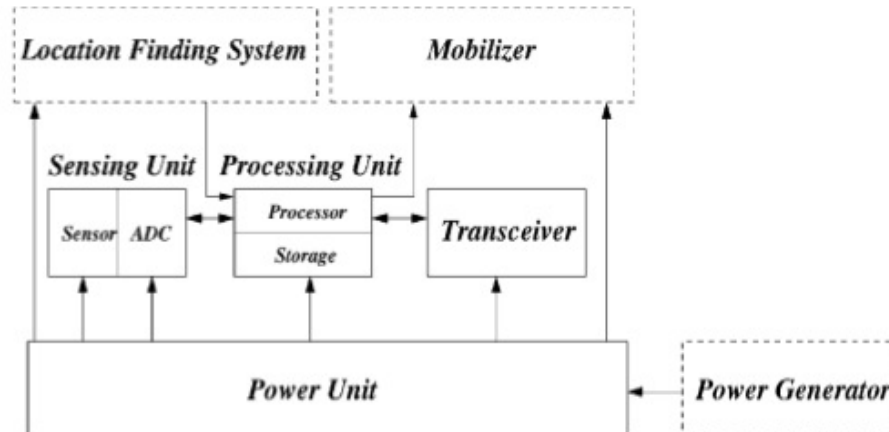 Location Finding System
Mobilizer
Sensing Unit
Processing Unit
Sensor
ADC
Processor
Storage
Transceiver
Power Unit
Power Generator